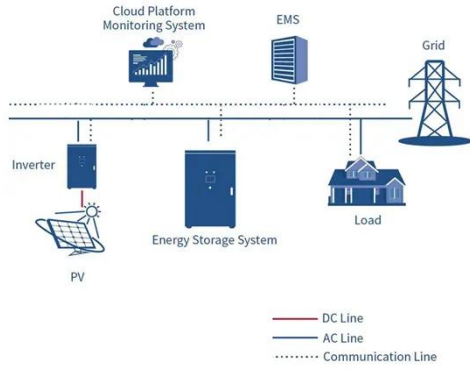 Cloud Platform
Monitoring System
EMS
Grid
Inverter
Energy Storage System
Load
PV
DC Line
AC Line
Communication Line